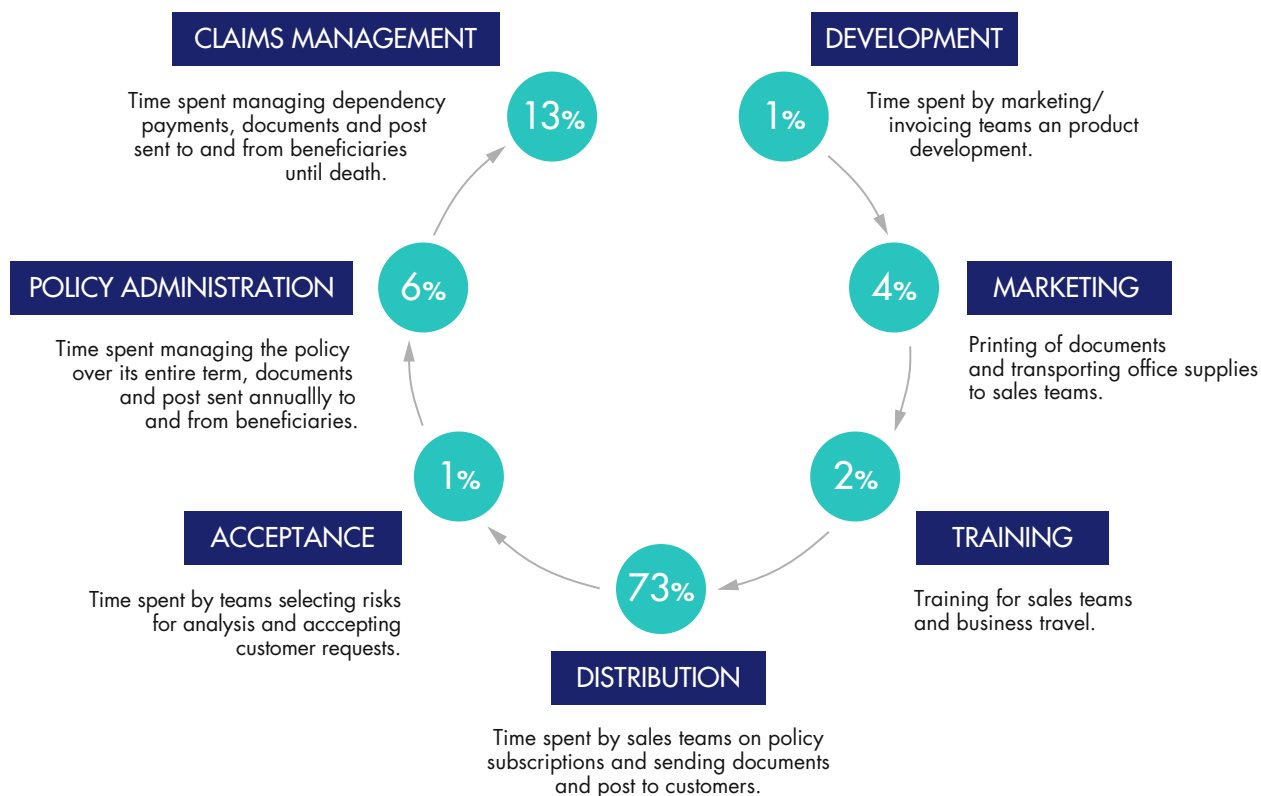 DEVELOPMENT
1%
Time spent by marketing/
invoicing teams an product
development.
4%
MARKETING
Printing of documents
and transporting office supplies
to sales teams.
2%
TRAINING
Training for sales teams
and business travel.
73%
DISTRIBUTION
Time spent by sales teams on policy
subscriptions and sending documents
and post to customers.
1%
ACCEPTANCE
Time spent by teams selecting risks
for analysis and acccepting
customer requests.
6%
POLICY ADMINISTRATION
Time spent managing the policy
over its entire term, documents
and post sent annuallly to
and from beneficiaries.
13%
CLAIMS MANAGEMENT
Time spent managing dependency
payments, documents and post
sent to and from beneficiaries
until death.